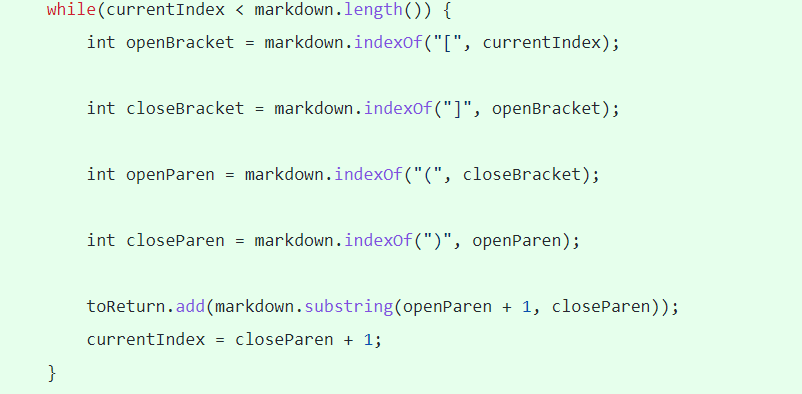 while(currentIndex < markdown.length()) {
    int openBracket = markdown.indexOf("[", currentIndex);
    int closeBracket = markdown.indexOf("]", openBracket);
    int openParen = markdown.indexOf("(", closeBracket);
    int closeParen = markdown.indexOf(")", openParen);
    toReturn.add(markdown.substring(openParen + 1, closeParen));
    currentIndex = closeParen + 1;
}